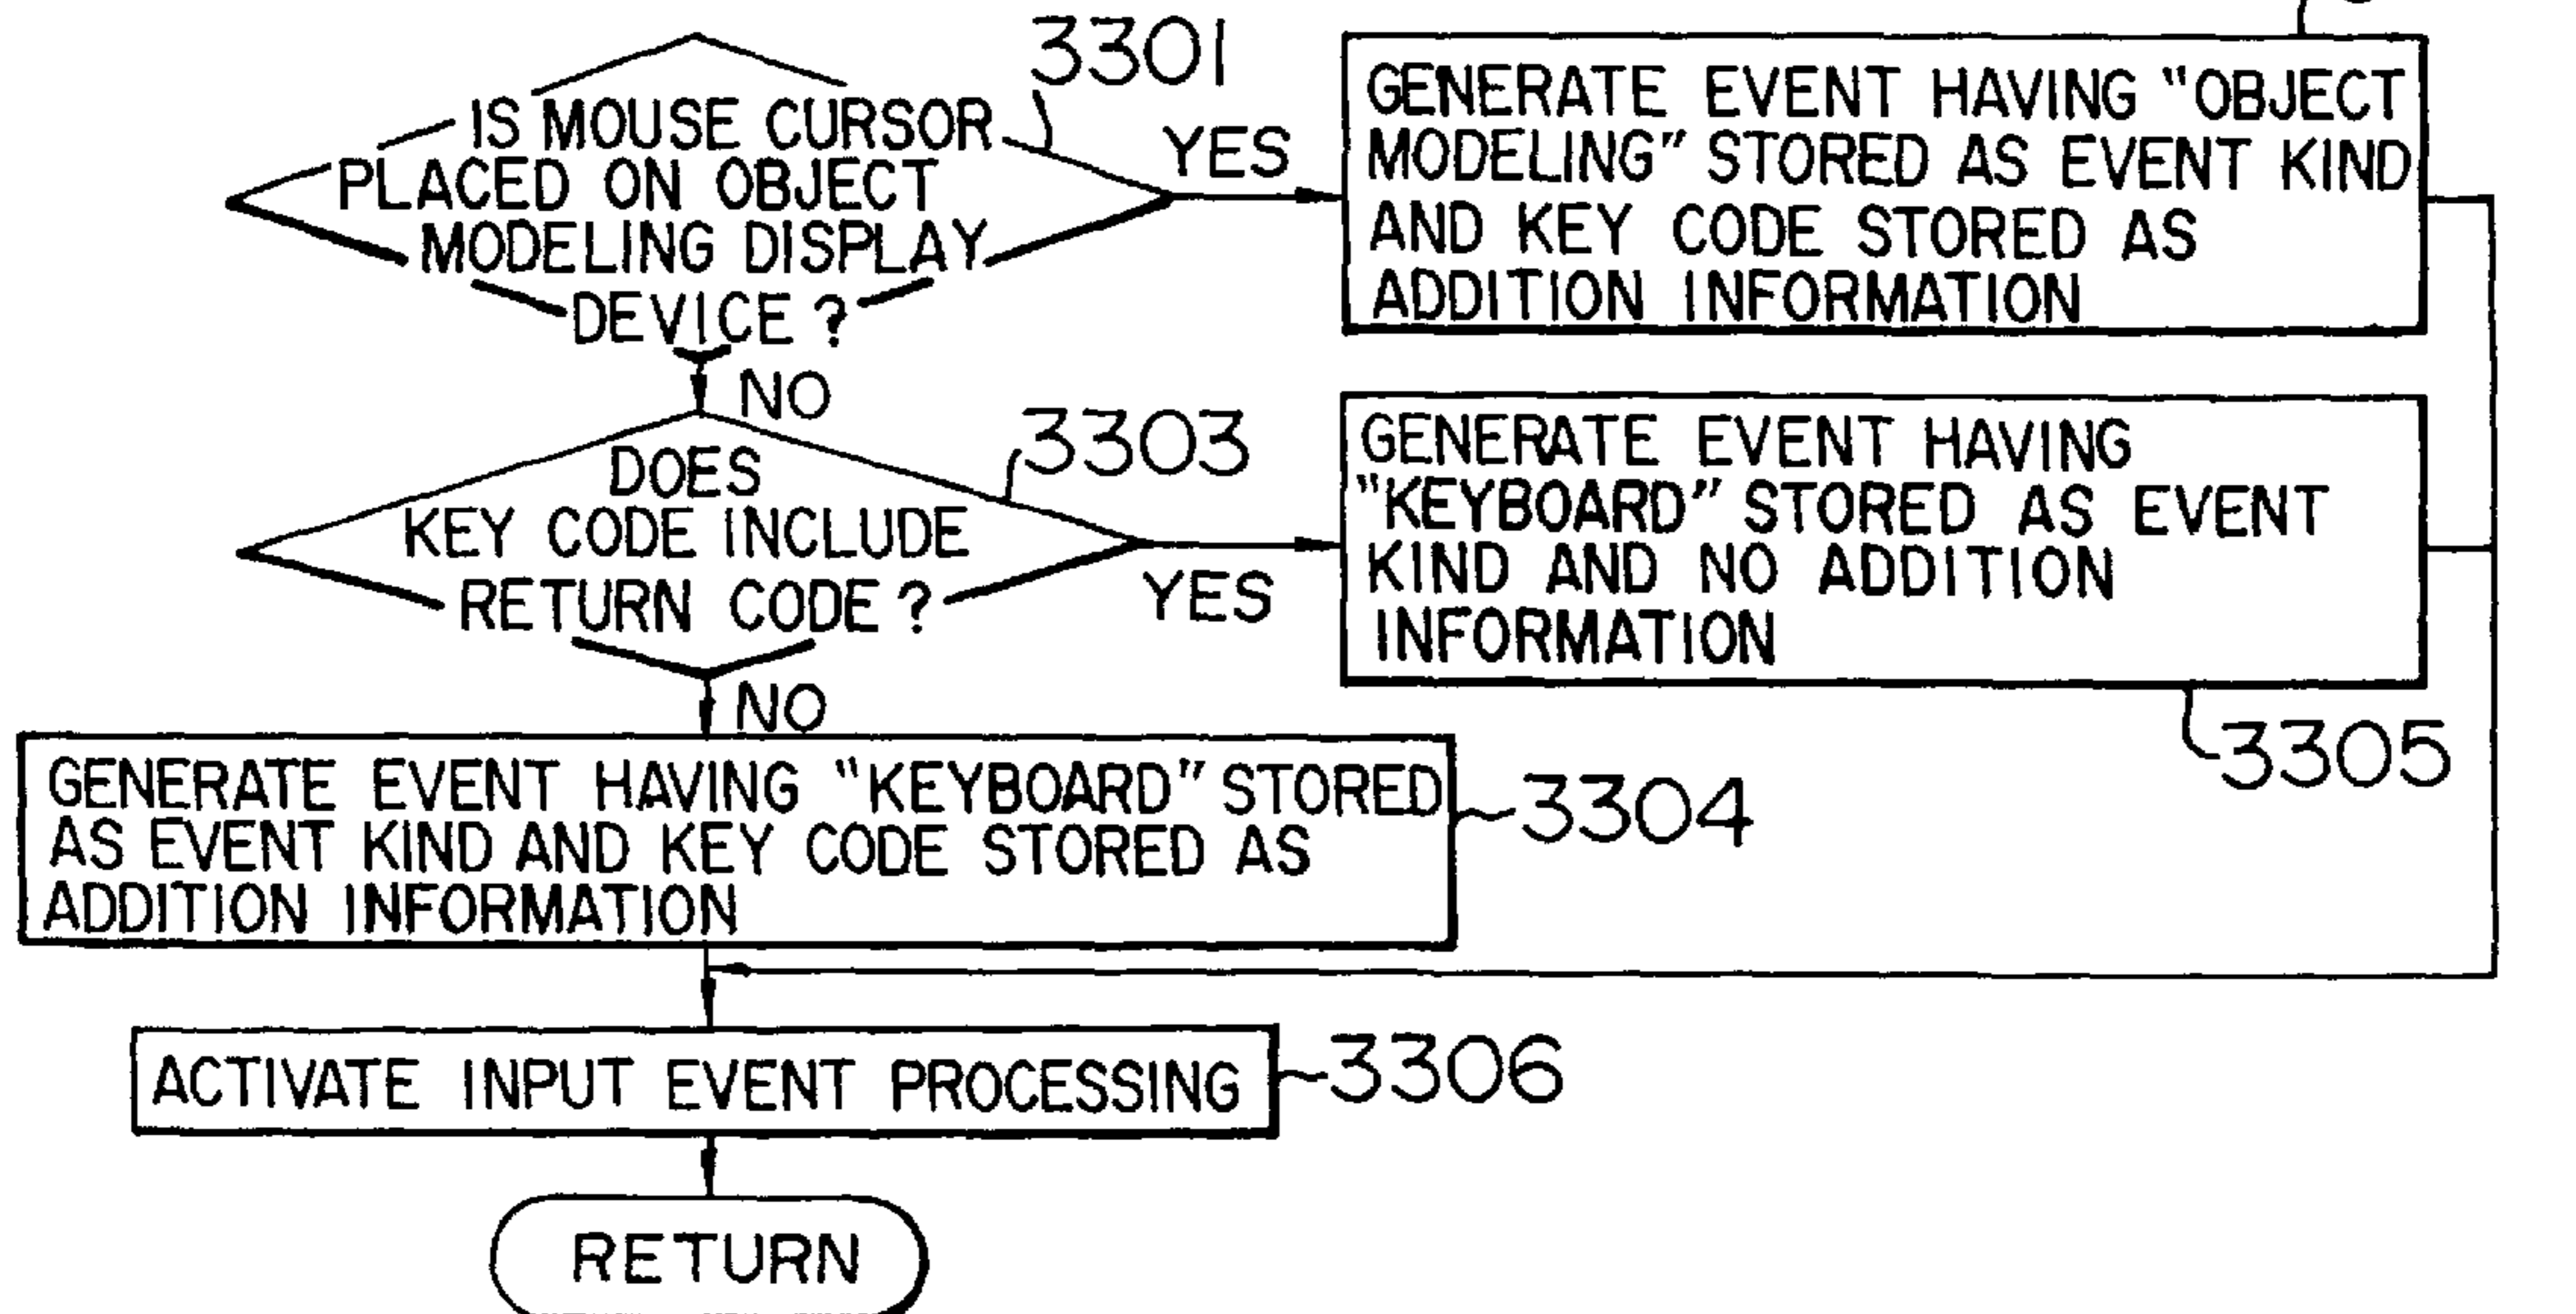 3301
IS MOUSE CURSOR
PLACED ON OBJECT
MODELING DISPLAY
DEVICE ?
YES
GENERATE EVENT HAVING "OBJECT
MODELING" STORED AS EVENT KIND
AND KEY CODE STORED AS
ADDITION INFORMATION
NO
3303
DOES
KEY CODE INCLUDE
RETURN CODE ?
YES
GENERATE EVENT HAVING
"KEYBOARD" STORED AS EVENT
KIND AND NO ADDITION
INFORMATION
3305
NO
GENERATE EVENT HAVING "KEYBOARD" STORED
AS EVENT KIND AND KEY CODE STORED AS
ADDITION INFORMATION
3304
ACTIVATE INPUT EVENT PROCESSING
3306
RETURN